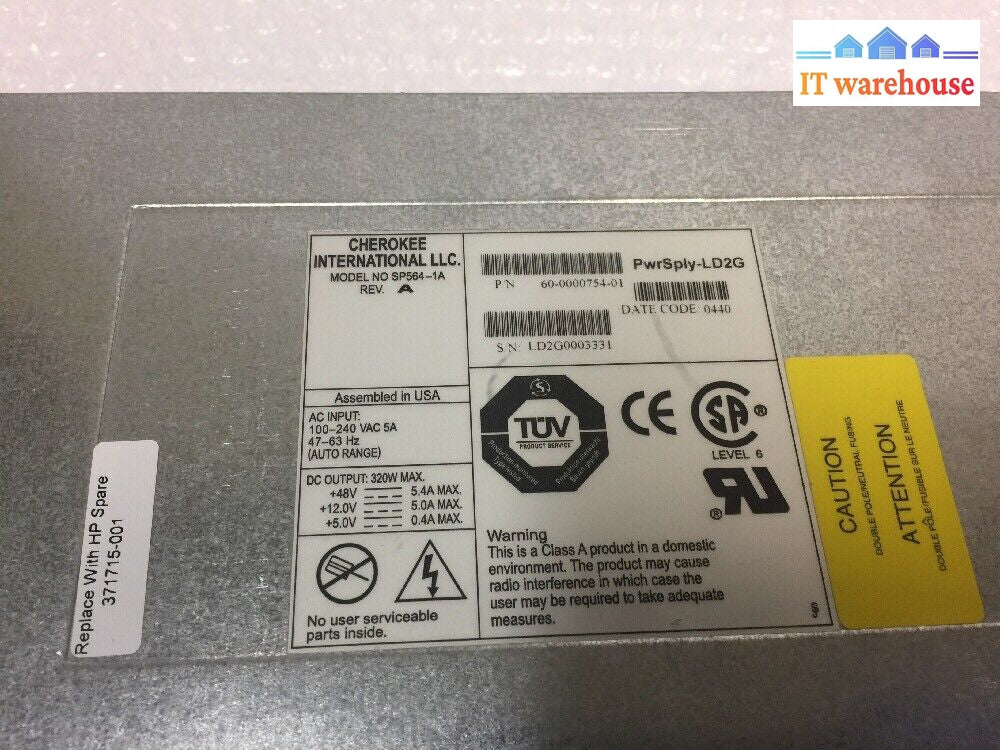 IT warehouse
CHEROKEE
INTERNATIONAL LLC.
MODEL NO SP564-1A
REV. A
PwrSply-LD2G
P N 60-0000754-01
DATE CODE: 0440
S N: LD2G0003331
Assembled in USA
AC INPUT:
100-240 VAC 5A
47-63 Hz
(AUTO RANGE)
DC OUTPUT: 320W MAX.
+48V 5.4A MAX.
+12.0V 5.0A MAX.
+5.0V 0.4A MAX.
No user serviceable
parts inside.
S
TÜV
PRODUCT SERVICE
Production monitored
CE
SA ®
LEVEL 6
RU ®
Warning
This is a Class A product in a domestic
environment. The product may cause
radio interference in which case the
user may be required to take adequate
measures.
CAUTION
DOUBLE POLE/NEUTRAL FUSING
ATTENTION
DOUBLE PÔLE/FUSIBLE SUR LE NEUTRE
Replace With HP Spare
371715-001